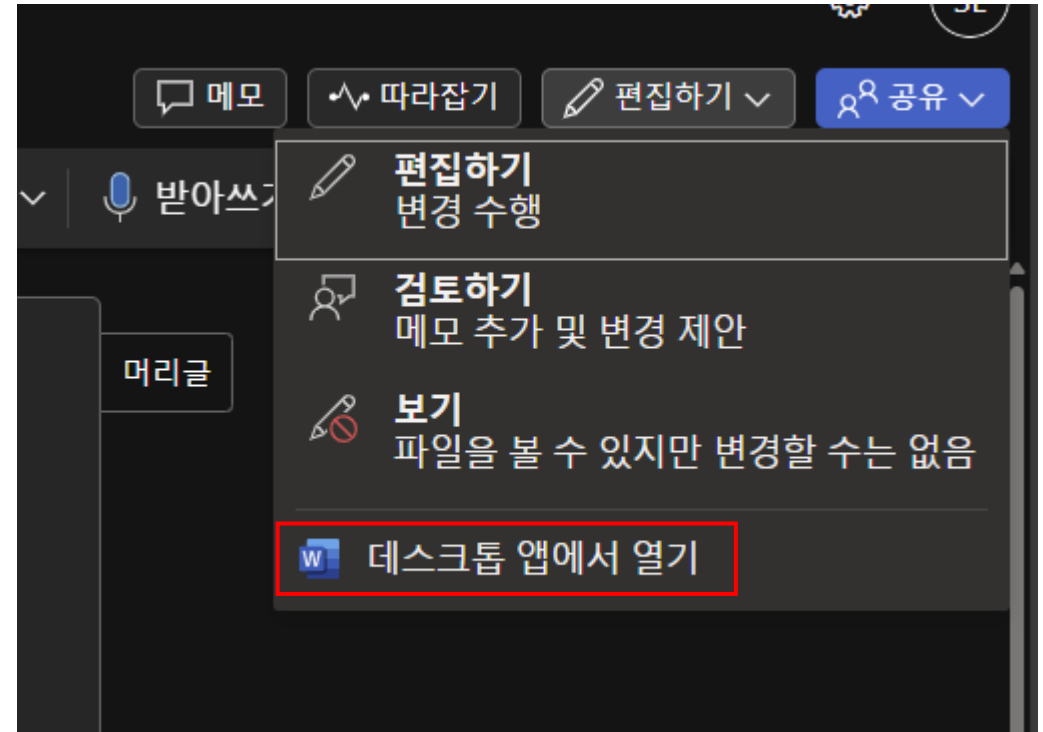 메모
따라잡기
편집하기
공유
받아쓰
편집하기
변경 수행
검토하기
메모 추가 및 변경 제안
머리글
보기
파일을 볼 수 있지만 변경할 수는 없음
W
데스크톱 앱에서 열기